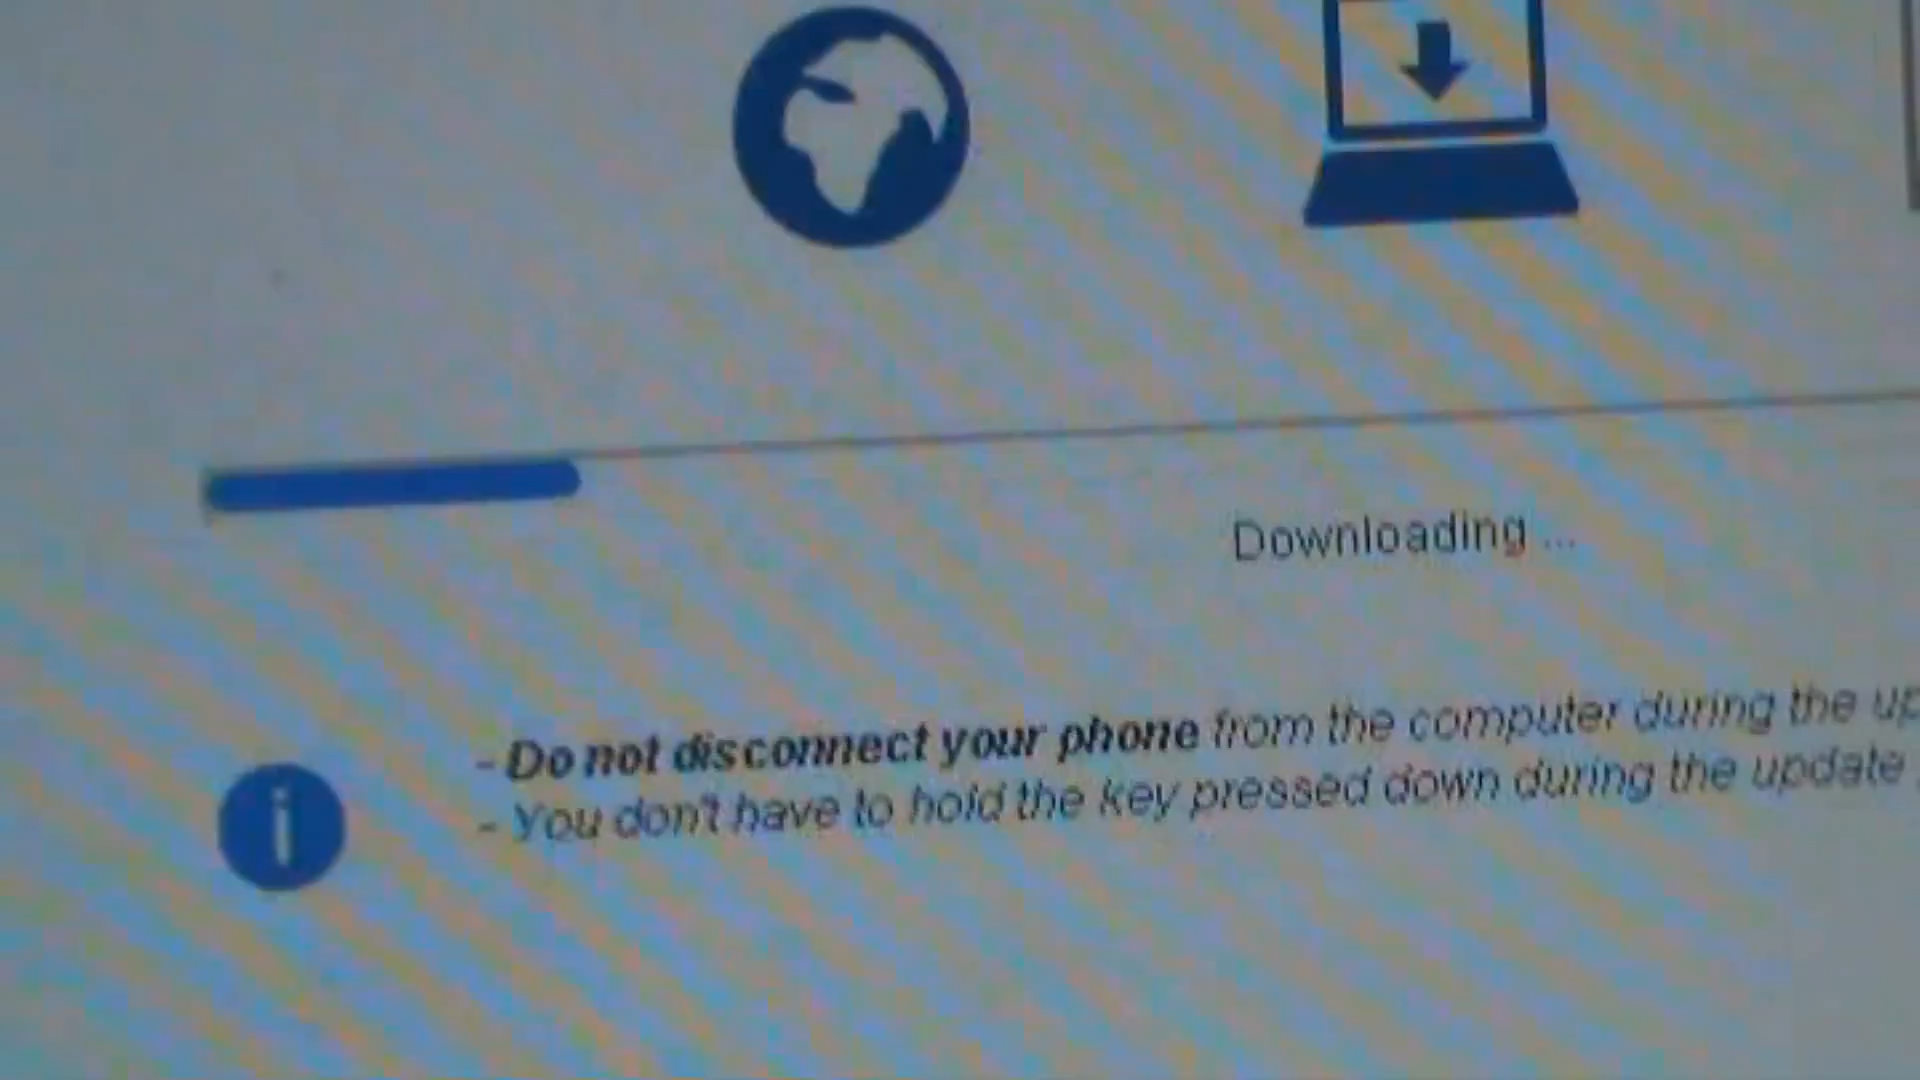 Downloading ...
- Do not disconnect your phone from the computer during the up
- You don't have to hold the key pressed down during the update
i